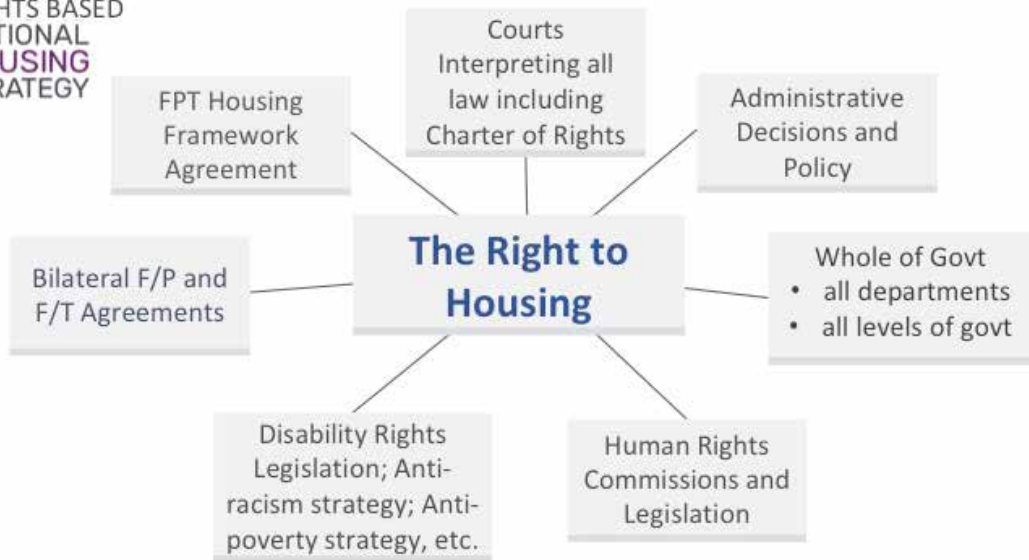 HTS BASED
TIONAL
USING
RATEGY
Courts
Interpreting all
law including
Charter of Rights
FPT Housing
Framework
Agreement
Administrative
Decisions and
Policy
The Right to
Housing
Bilateral F/P and
F/T Agreements
Whole of Govt
• all departments
• all levels of govt
Disability Rights
Legislation; Anti-
racism strategy; Anti-
poverty strategy, etc.
Human Rights
Commissions and
Legislation